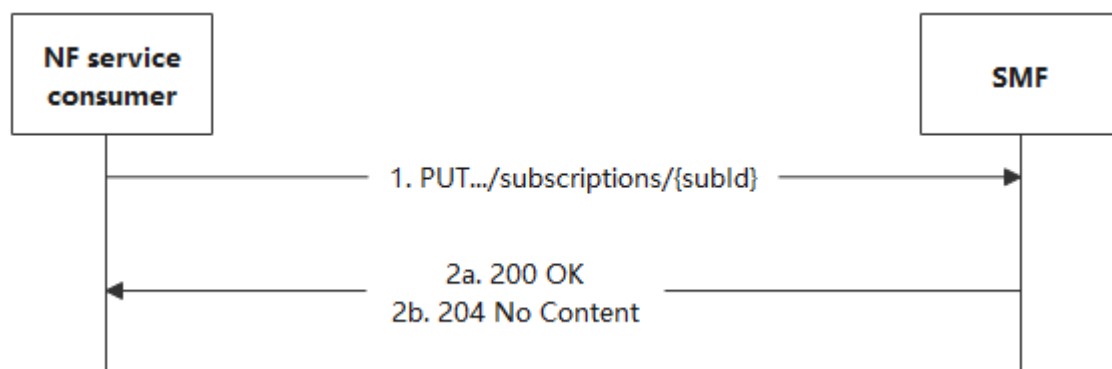 NF service
consumer
SMF
1. PUT.../subscriptions/{subId}
2a. 200 OK
2b. 204 No Content